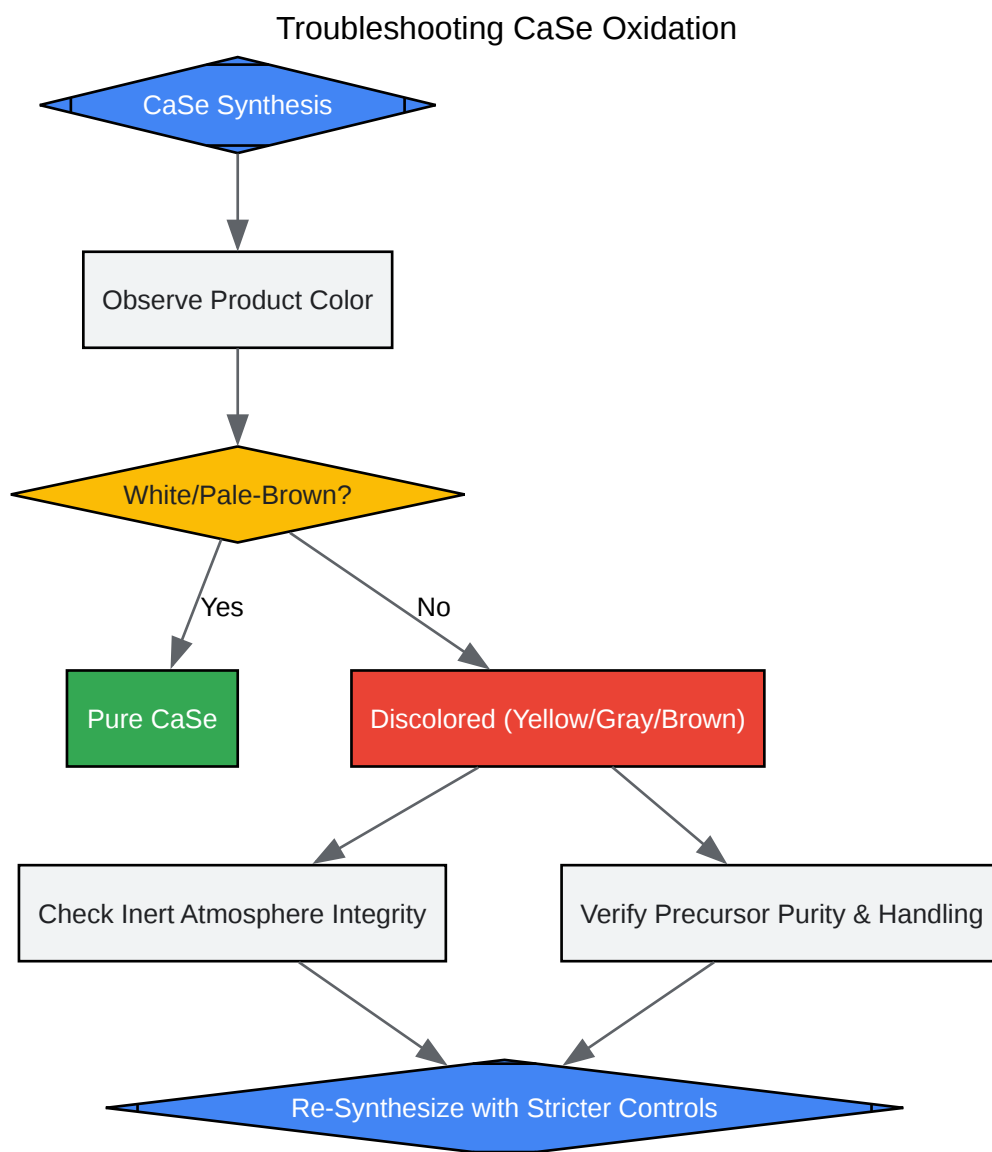 Troubleshooting CaSe Oxidation
CaSe Synthesis
Observe Product Color
White/Pale-Brown?
Yes
No
Pure CaSe
Discolored (Yellow/Gray/Brown)
Check Inert Atmosphere Integrity
Verify Precursor Purity & Handling
Re-Synthesize with Stricter Controls